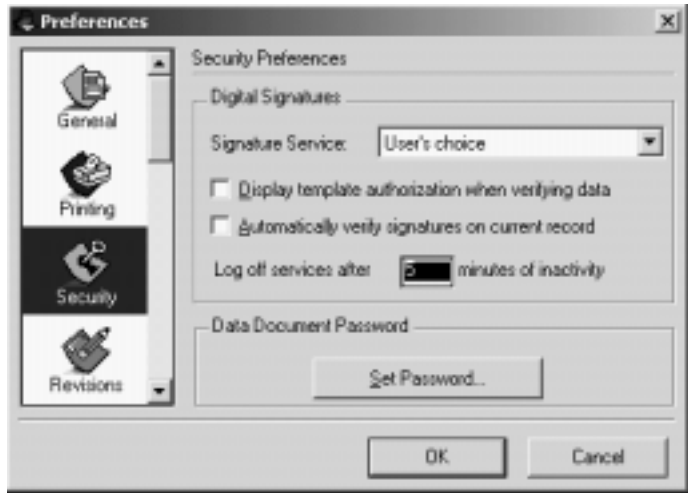 Preferences
Security Preferences
General
Printing
Security
Revisions
Digital Signatures
Signature Service: User's choice
Display template authorization when verifying data
Automatically verify signatures on current record
Log off services after 5 minutes of inactivity
Data Document Password
Set Password...
OK Cancel